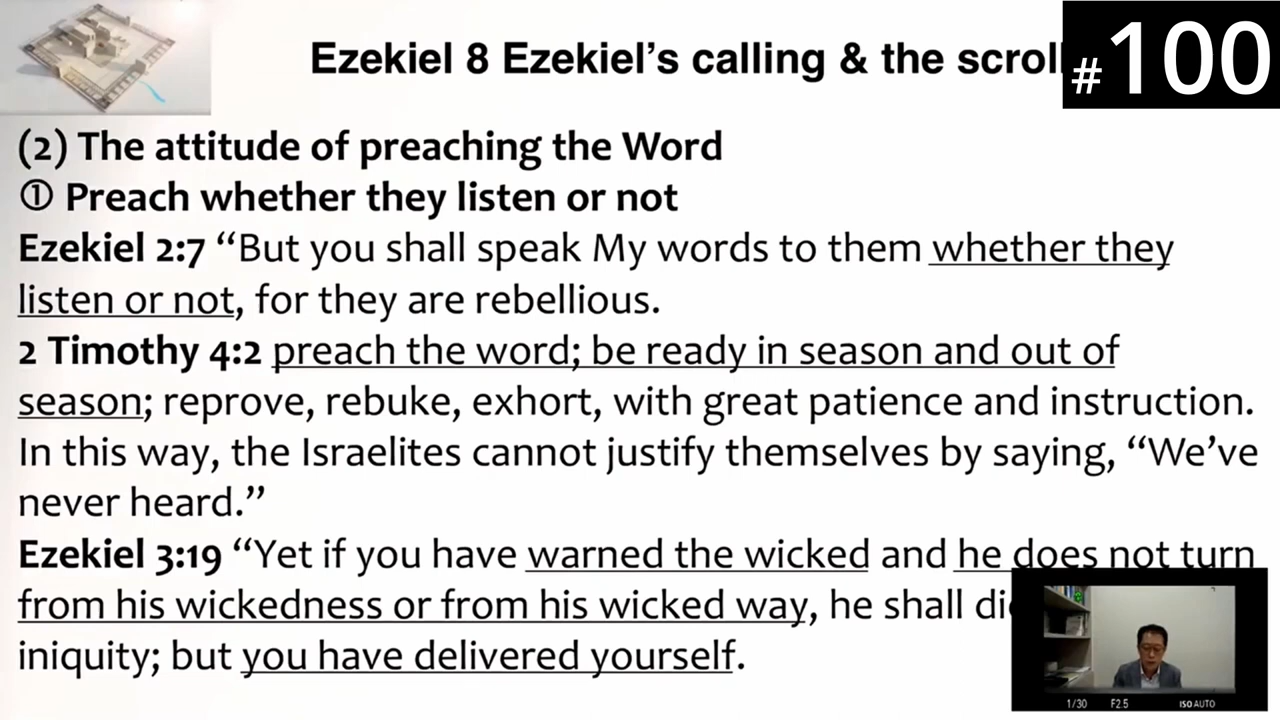 Ezekiel 8 Ezekiel’s calling & the scroll
#100
(2) The attitude of preaching the Word
① Preach whether they listen or not
Ezekiel 2:7 “But you shall speak My words to them whether they
listen or not, for they are rebellious.
2 Timothy 4:2 preach the word; be ready in season and out of
season; reprove, rebuke, exhort, with great patience and instruction.
In this way, the Israelites cannot justify themselves by saying, “We’ve
never heard.”
Ezekiel 3:19 “Yet if you have warned the wicked and he does not turn
from his wickedness or from his wicked way, he shall die
iniquity; but you have delivered yourself.
1/30 F2.5 ISO AUTO